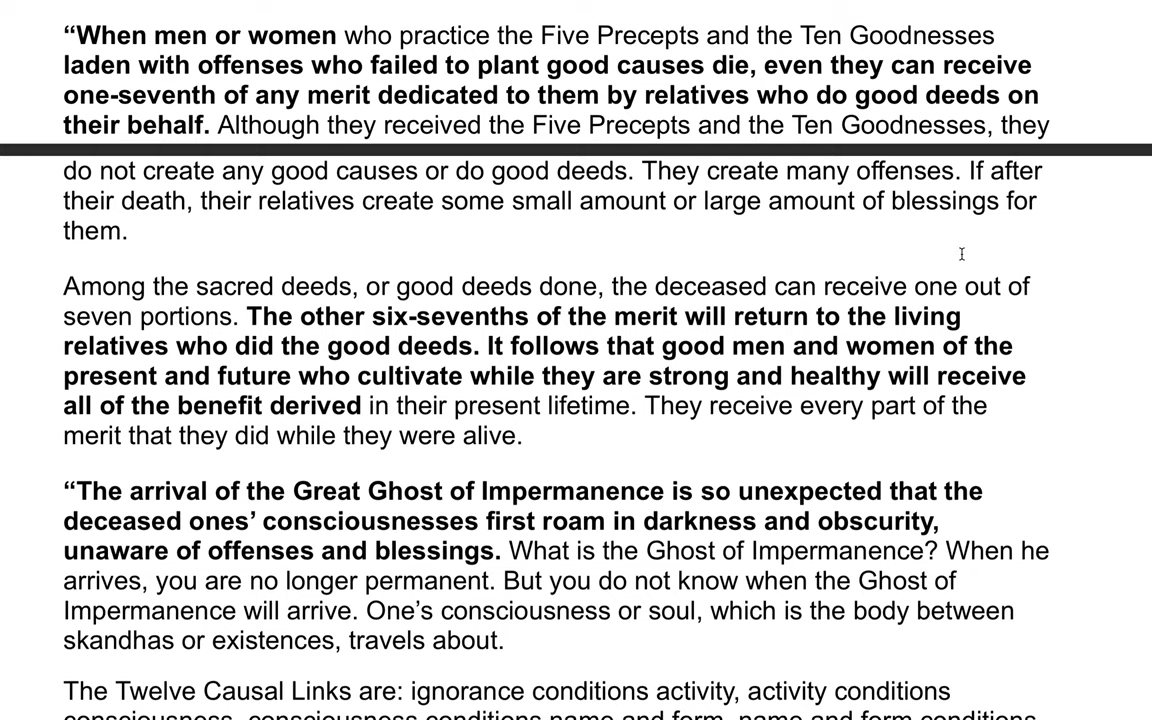 “When men or women who practice the Five Precepts and the Ten Goodnesses
laden with offenses who failed to plant good causes die, even they can receive
one-seventh of any merit dedicated to them by relatives who do good deeds on
their behalf. Although they received the Five Precepts and the Ten Goodnesses, they
do not create any good causes or do good deeds. They create many offenses. If after
their death, their relatives create some small amount or large amount of blessings for
them.
Among the sacred deeds, or good deeds done, the deceased can receive one out of
seven portions. The other six-sevenths of the merit will return to the living
relatives who did the good deeds. It follows that good men and women of the
present and future who cultivate while they are strong and healthy will receive
all of the benefit derived in their present lifetime. They receive every part of the
merit that they did while they were alive.
“The arrival of the Great Ghost of Impermanence is so unexpected that the
deceased ones’ consciousnesses first roam in darkness and obscurity,
unaware of offenses and blessings. What is the Ghost of Impermanence? When he
arrives, you are no longer permanent. But you do not know when the Ghost of
Impermanence will arrive. One’s consciousness or soul, which is the body between
skandhas or existences, travels about.
The Twelve Causal Links are: ignorance conditions activity, activity conditions
consciousness, consciousness conditions name and form, name and form conditions